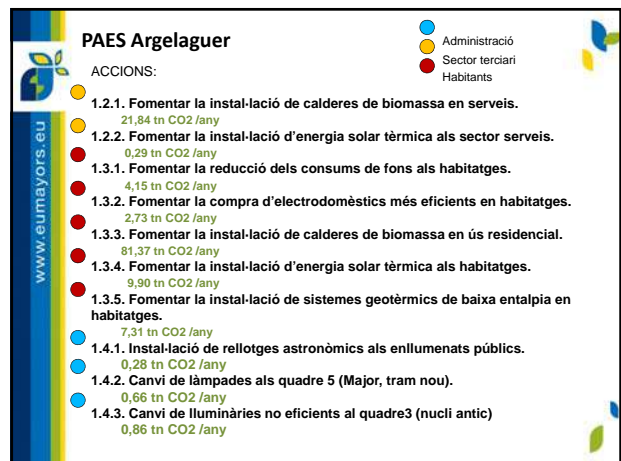 PAES Argelaguer
Administració
Sector terciari
Habitants
ACCIONS:
1.2.1. Fomentar la instal·lació de calderes de biomassa en serveis.
21,84 tn CO2 /any
1.2.2. Fomentar la instal·lació d'energia solar tèrmica als sector serveis.
0,29 tn CO2 /any
1.3.1. Fomentar la reducció dels consums de fons als habitatges.
4,15 tn CO2 /any
1.3.2. Fomentar la compra d'electrodomèstics més eficients en habitatges.
2,73 tn CO2 /any
1.3.3. Fomentar la instal·lació de calderes de biomassa en ús residencial.
81,37 tn CO2 /any
1.3.4. Fomentar la instal·lació d'energia solar tèrmica als habitatges.
9,90 tn CO2 /any
1.3.5. Fomentar la instal·lació de sistemes geotèrmics de baixa entalpia en
habitatges.
7,31 tn CO2 /any
1.4.1. Instal·lació de rellotges astronòmics als enllumenats públics.
0,28 tn CO2 /any
1.4.2. Canvi de làmpades als quadre 5 (Major, tram nou).
0,66 tn CO2 /any
1.4.3. Canvi de lluminàries no eficients al quadre3 (nucli antic)
0,86 tn CO2 /any
www.eumayors.eu